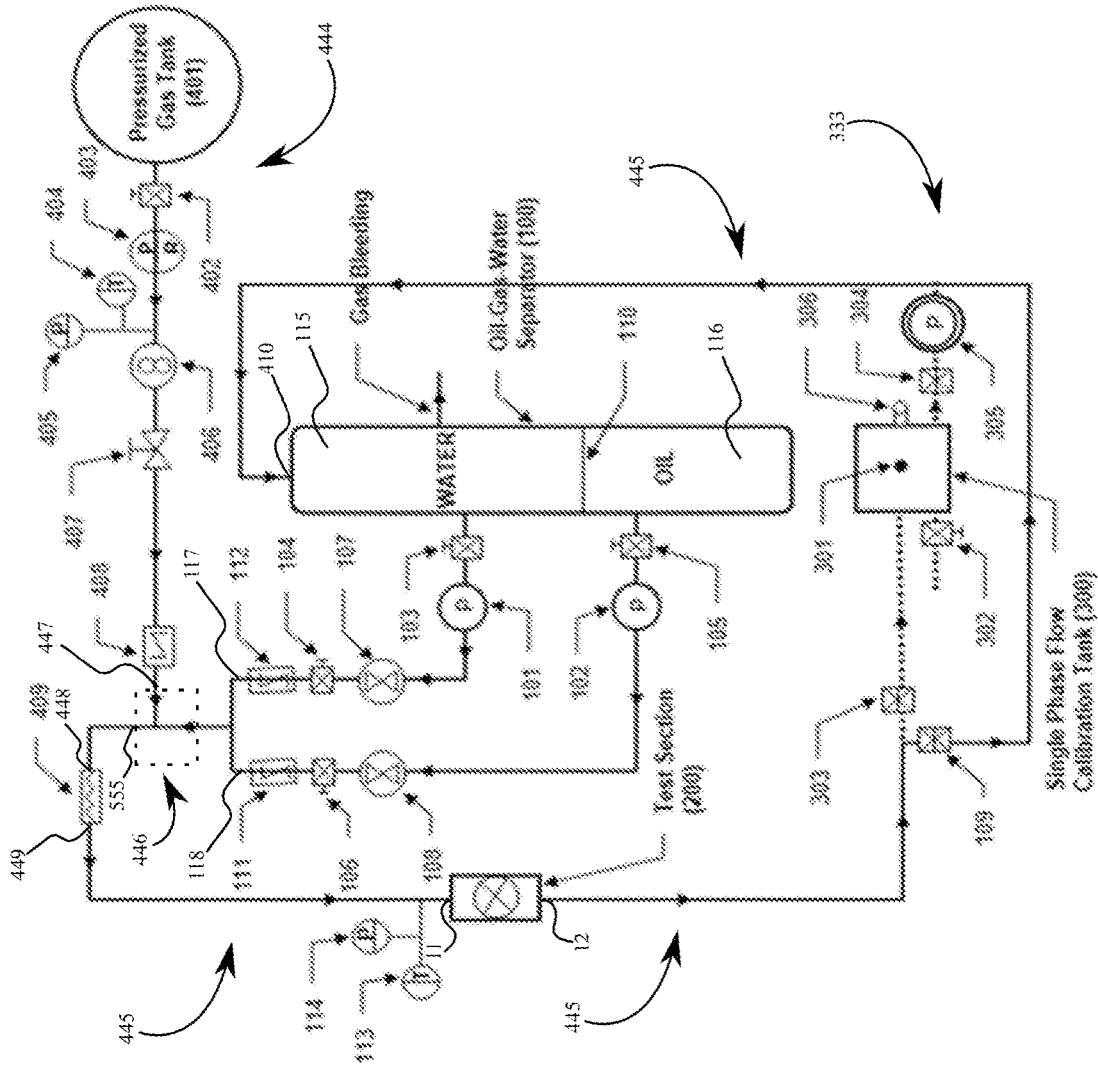 Pressurized
Gas Tank
(401)
444
403
404
402
405
406
407
408
447
409
448
555
449
446
Gas Bleeding
Oil-Gas-Water
Separator (100)
445
333
410
115
WATER
110
OIL
116
117
112
104
107
103
101
118
111
106
108
102
105
P
P
P
P
P
R
T
T
P
114
113
11
12
Test Section
(200)
445
445
306
304
305
301
302
303
109
Single Phase Flow
Calibration Tank (300)